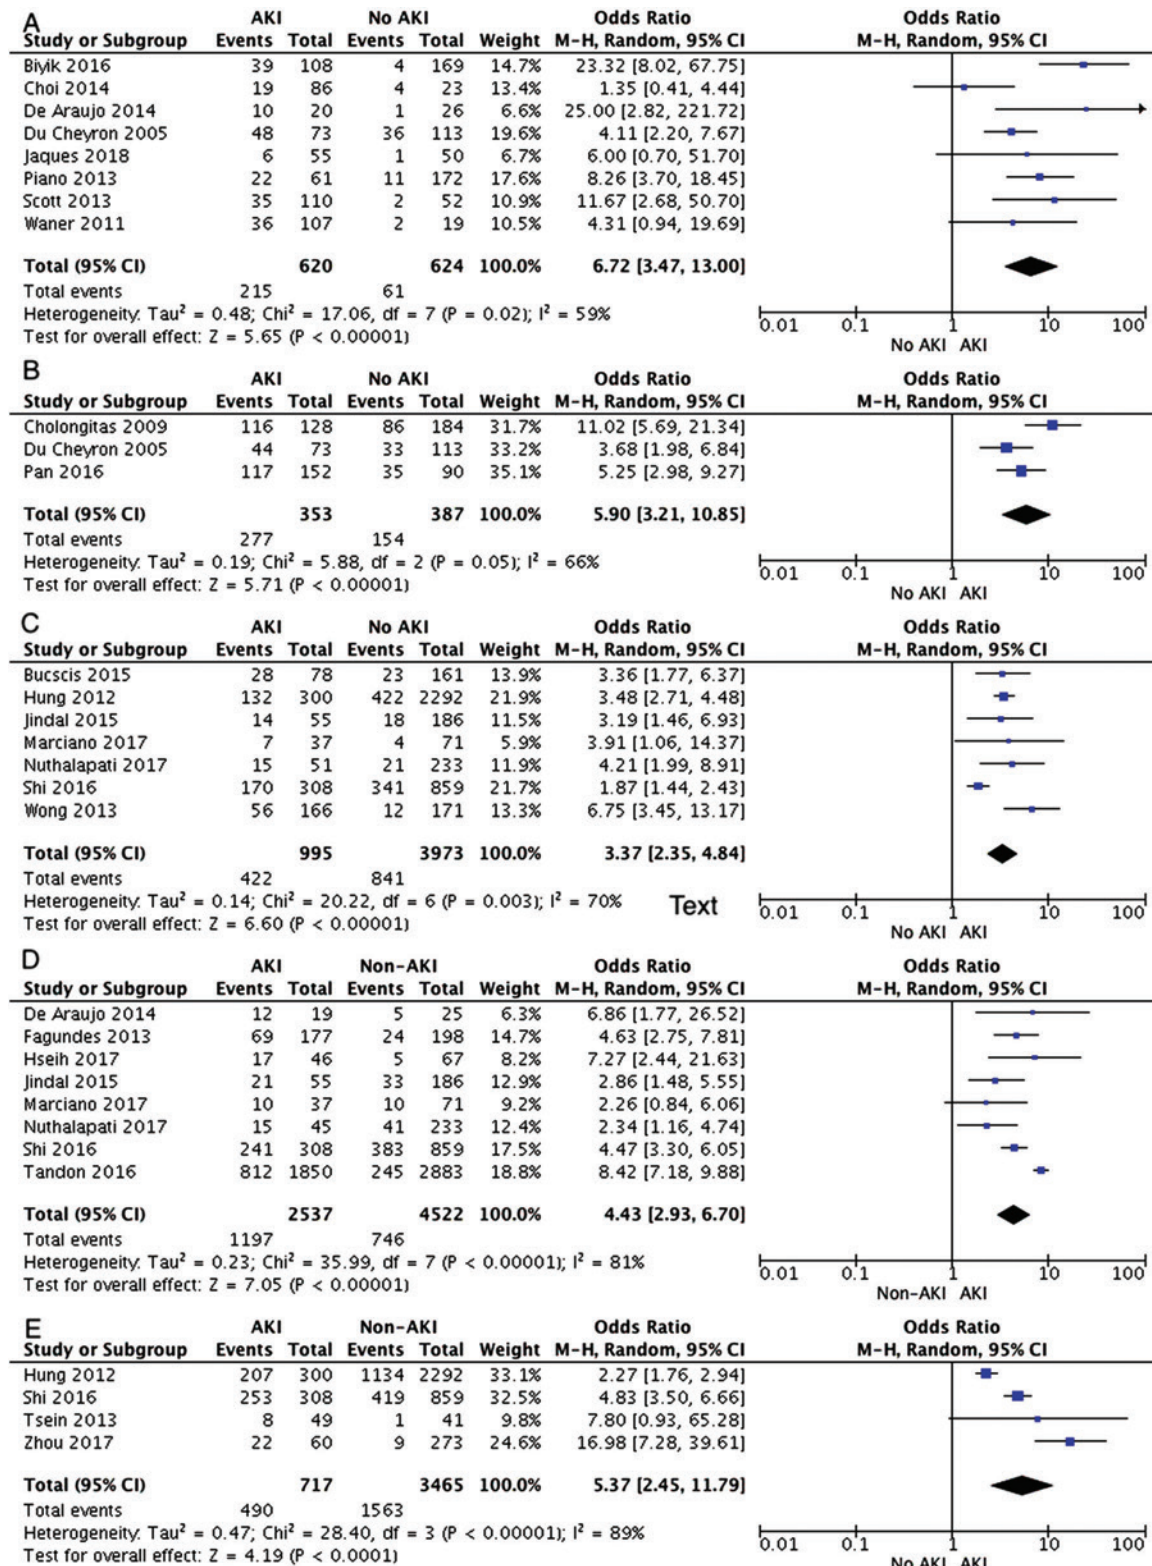 A
AKI No AKI Odds Ratio Odds Ratio
Study or Subgroup Events Total Events Total Weight M-H, Random, 95% CI M-H, Random, 95% CI
Biyik 2016 39 108 4 169 14.7% 23.32 [8.02, 67.75]
Choi 2014 19 86 4 23 13.4% 1.35 [0.41, 4.44]
De Araujo 2014 10 20 1 26 6.6% 25.00 [2.82, 221.72]
Du Cheyron 2005 48 73 36 113 19.6% 4.11 [2.20, 7.67]
Jaques 2018 6 55 1 50 6.7% 6.00 [0.70, 51.70]
Piano 2013 22 61 11 172 17.6% 8.26 [3.70, 18.45]
Scott 2013 35 110 2 52 10.9% 11.67 [2.68, 50.70]
Waner 2011 36 107 2 19 10.5% 4.31 [0.94, 19.69]
Total (95% CI) 620 624 100.0% 6.72 [3.47, 13.00]
Total events 215 61
Heterogeneity: Tau² = 0.48; Chi² = 17.06, df = 7 (P = 0.02); I² = 59%
Test for overall effect: Z = 5.65 (P < 0.00001)
0.01 0.1 1 10 100
No AKI AKI
B
AKI No AKI Odds Ratio Odds Ratio
Study or Subgroup Events Total Events Total Weight M-H, Random, 95% CI M-H, Random, 95% CI
Cholongitas 2009 116 128 86 184 31.7% 11.02 [5.69, 21.34]
Du Cheyron 2005 44 73 33 113 33.2% 3.68 [1.98, 6.84]
Pan 2016 117 152 35 90 35.1% 5.25 [2.98, 9.27]
Total (95% CI) 353 387 100.0% 5.90 [3.21, 10.85]
Total events 277 154
Heterogeneity: Tau² = 0.19; Chi² = 5.88, df = 2 (P = 0.05); I² = 66%
Test for overall effect: Z = 5.71 (P < 0.00001)
0.01 0.1 1 10 100
No AKI AKI
C
AKI No AKI Odds Ratio Odds Ratio
Study or Subgroup Events Total Events Total Weight M-H, Random, 95% CI M-H, Random, 95% CI
Bucscis 2015 28 78 23 161 13.9% 3.36 [1.77, 6.37]
Hung 2012 132 300 422 2292 21.9% 3.48 [2.71, 4.48]
Jindal 2015 14 55 18 186 11.5% 3.19 [1.46, 6.93]
Marciano 2017 7 37 4 71 5.9% 3.91 [1.06, 14.37]
Nuthalapati 2017 15 51 21 233 11.9% 4.21 [1.99, 8.91]
Shi 2016 170 308 341 859 21.7% 1.87 [1.44, 2.43]
Wong 2013 56 166 12 171 13.3% 6.75 [3.45, 13.17]
Total (95% CI) 995 3973 100.0% 3.37 [2.35, 4.84]
Total events 422 841
Heterogeneity: Tau² = 0.14; Chi² = 20.22, df = 6 (P = 0.003); I² = 70% Text
Test for overall effect: Z = 6.60 (P < 0.00001)
0.01 0.1 1 10 100
No AKI AKI
D
AKI Non-AKI Odds Ratio Odds Ratio
Study or Subgroup Events Total Events Total Weight M-H, Random, 95% CI M-H, Random, 95% CI
De Araujo 2014 12 19 5 25 6.3% 6.86 [1.77, 26.52]
Fagundes 2013 69 177 24 198 14.7% 4.63 [2.75, 7.81]
Hseih 2017 17 46 5 67 8.2% 7.27 [2.44, 21.63]
Jindal 2015 21 55 33 186 12.9% 2.86 [1.48, 5.55]
Marciano 2017 10 37 10 71 9.2% 2.26 [0.84, 6.06]
Nuthalapati 2017 15 45 41 233 12.4% 2.34 [1.16, 4.74]
Shi 2016 241 308 383 859 17.5% 4.47 [3.30, 6.05]
Tandon 2016 812 1850 245 2883 18.8% 8.42 [7.18, 9.88]
Total (95% CI) 2537 4522 100.0% 4.43 [2.93, 6.70]
Total events 1197 746
Heterogeneity: Tau² = 0.23; Chi² = 35.99, df = 7 (P < 0.00001); I² = 81%
Test for overall effect: Z = 7.05 (P < 0.00001)
0.01 0.1 1 10 100
Non-AKI AKI
E
AKI Non-AKI Odds Ratio Odds Ratio
Study or Subgroup Events Total Events Total Weight M-H, Random, 95% CI M-H, Random, 95% CI
Hung 2012 207 300 1134 2292 33.1% 2.27 [1.76, 2.94]
Shi 2016 253 308 419 859 32.5% 4.83 [3.50, 6.66]
Tsein 2013 8 49 1 41 9.8% 7.80 [0.93, 65.28]
Zhou 2017 22 60 9 273 24.6% 16.98 [7.28, 39.61]
Total (95% CI) 717 3465 100.0% 5.37 [2.45, 11.79]
Total events 490 1563
Heterogeneity: Tau² = 0.47; Chi² = 28.40, df = 3 (P < 0.00001); I² = 89%
Test for overall effect: Z = 4.19 (P < 0.0001)
0.01 0.1 1 10 100
No AKI AKI